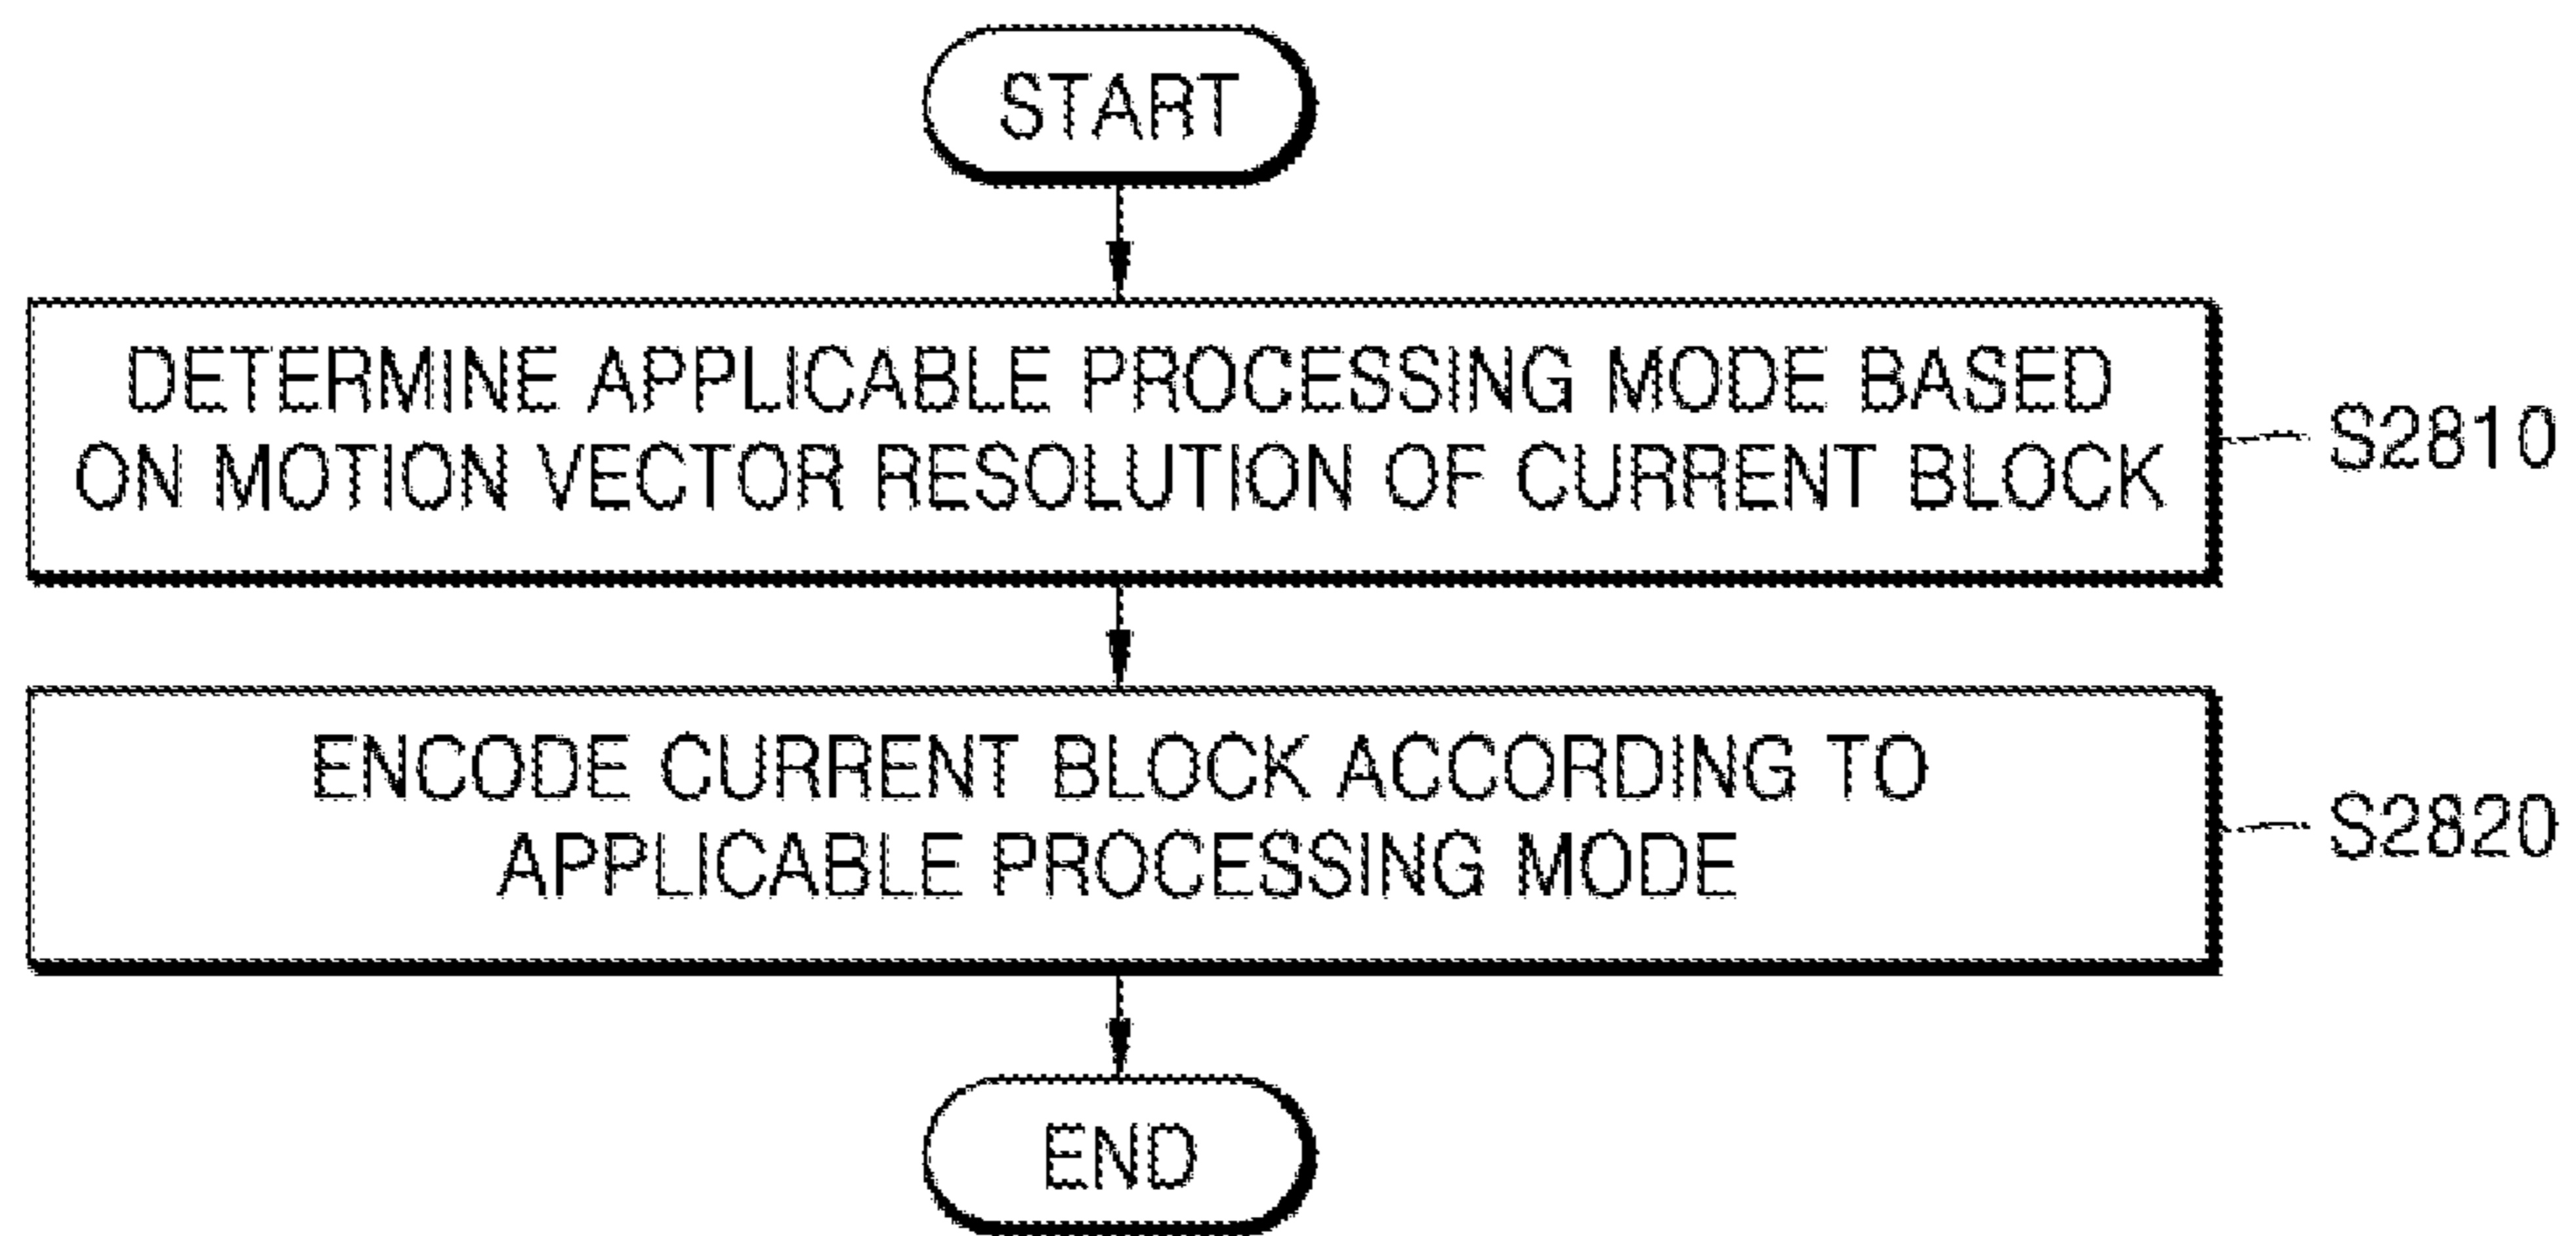 START
DETERMINE APPLICABLE PROCESSING MODE BASED
ON MOTION VECTOR RESOLUTION OF CURRENT BLOCK
S2810
ENCODE CURRENT BLOCK ACCORDING TO
APPLICABLE PROCESSING MODE
S2820
END